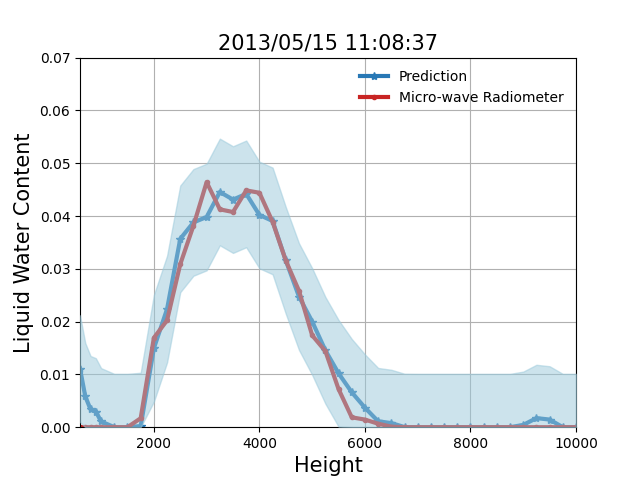 2013/05/15 11:08:37
0.07
0.06
0.05
0.04
0.03
0.02
0.01
0.00
Liquid Water Content
Prediction
Micro-wave Radiometer
2000 4000 6000 8000 10000
Height